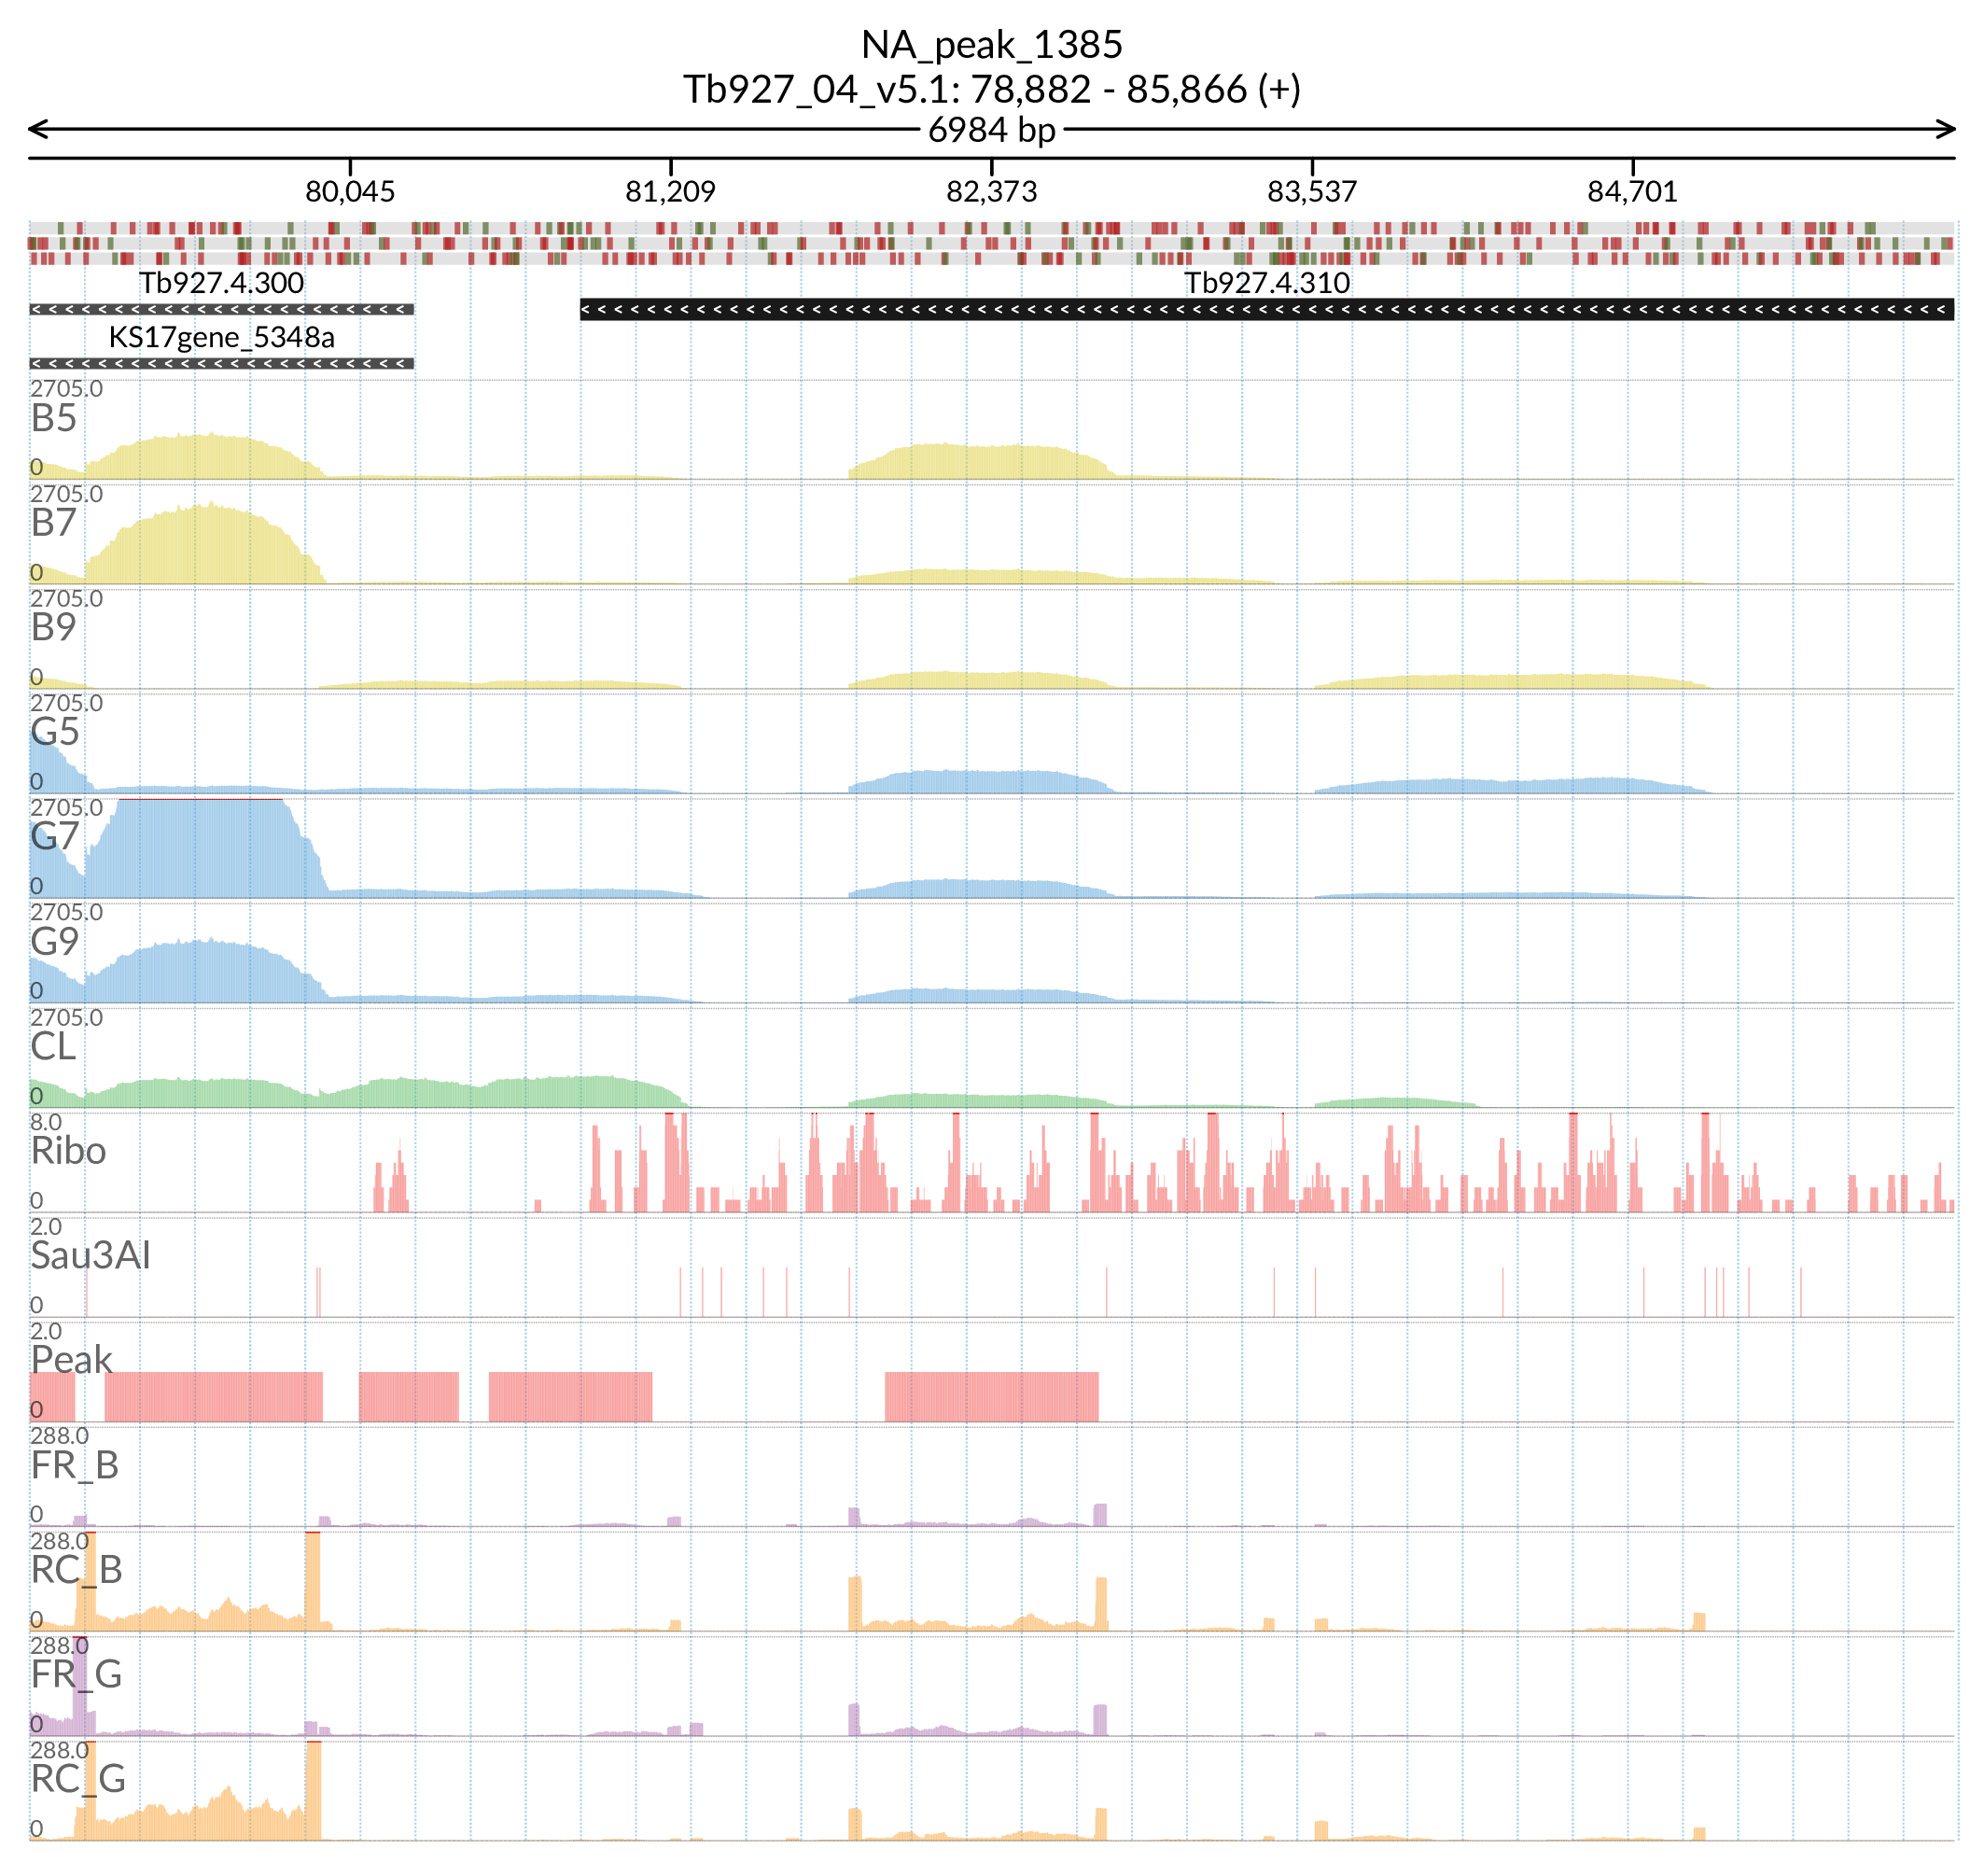 NA_peak_1385
Tb927_04_v5.1: 78,882 - 85,866 (+)
6984 bp
80,045 81,209 82,373 83,537 84,701
Tb927.4.300 Tb927.4.310
KS17gene_5348a
2705.0
B5
0
2705.0
B7
0
2705.0
B9
0
2705.0
G5
0
2705.0
G7
0
2705.0
G9
0
2705.0
CL
0
8.0
Ribo
0
2.0
Sau3AI
0
2.0
Peak
0
288.0
FR_B
0
288.0
RC_B
0
288.0
FR_G
0
288.0
RC_G
0